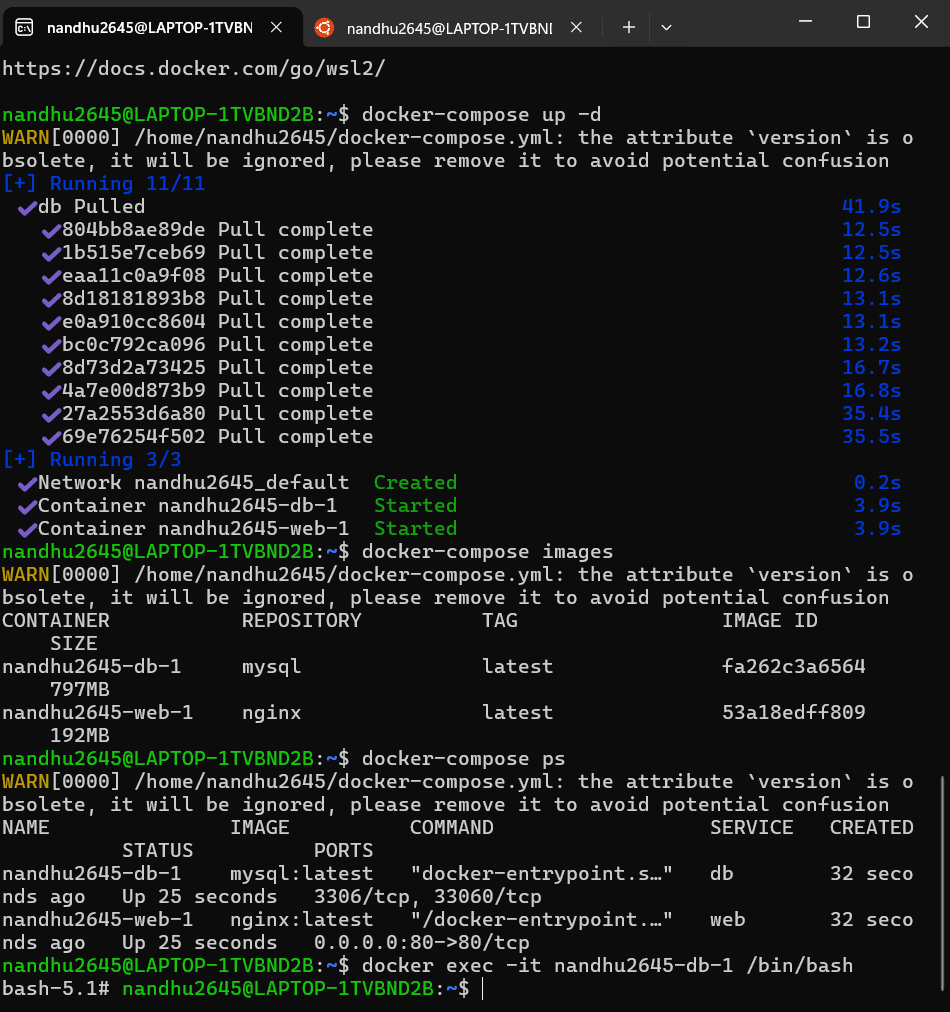 nandhu2645@LAPTOP-1TVBN
nandhu2645@LAPTOP-1TVBNI
https://docs.docker.com/go/wsl2/
nandhu2645@LAPTOP-1TVBND2B:~$ docker-compose up -d
WARN[0000] /home/nandhu2645/docker-compose.yml: the attribute `version` is o
bsolete, it will be ignored, please remove it to avoid potential confusion
[+] Running 11/11
✔db Pulled 41.9s
✔804bb8ae89de Pull complete 12.5s
✔1b515e7ceb69 Pull complete 12.5s
✔eaa11c0a9f08 Pull complete 12.6s
✔8d18181893b8 Pull complete 13.1s
✔e0a910cc8604 Pull complete 13.1s
✔bc0c792ca096 Pull complete 13.2s
✔8d73d2a73425 Pull complete 16.7s
✔4a7e00d873b9 Pull complete 16.8s
✔27a2553d6a80 Pull complete 35.4s
✔69e76254f502 Pull complete 35.5s
[+] Running 3/3
✔Network nandhu2645_default Created 0.2s
✔Container nandhu2645-db-1 Started 3.9s
✔Container nandhu2645-web-1 Started 3.9s
nandhu2645@LAPTOP-1TVBND2B:~$ docker-compose images
WARN[0000] /home/nandhu2645/docker-compose.yml: the attribute `version` is o
bsolete, it will be ignored, please remove it to avoid potential confusion
CONTAINER REPOSITORY TAG IMAGE ID
SIZE
nandhu2645-db-1 mysql latest fa262c3a6564
797MB
nandhu2645-web-1 nginx latest 53a18edff809
192MB
nandhu2645@LAPTOP-1TVBND2B:~$ docker-compose ps
WARN[0000] /home/nandhu2645/docker-compose.yml: the attribute `version` is o
bsolete, it will be ignored, please remove it to avoid potential confusion
NAME IMAGE COMMAND SERVICE CREATED
STATUS PORTS
nandhu2645-db-1 mysql:latest "docker-entrypoint.s…" db 32 seco
nds ago Up 25 seconds 3306/tcp, 33060/tcp
nandhu2645-web-1 nginx:latest "/docker-entrypoint.…" web 32 seco
nds ago Up 25 seconds 0.0.0.0:80->80/tcp
nandhu2645@LAPTOP-1TVBND2B:~$ docker exec -it nandhu2645-db-1 /bin/bash
bash-5.1# nandhu2645@LAPTOP-1TVBND2B:~$